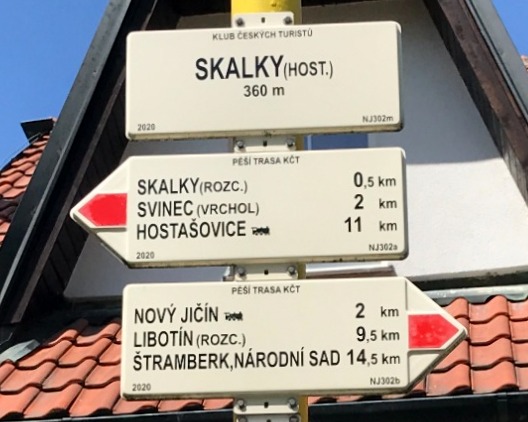 KLUB ČESKÝCH TURISTŮ
SKALKY (HOST.)
360 m
2020 NJ302m
PĚŠÍ TRASA KČT
SKALKY (ROZC.) 0,5 km
SVINEC (VRCHOL) 2 km
HOSTAŠOVICE 11 km
2020 NJ302a
PĚŠÍ TRASA KČT
NOVÝ JIČÍN 2 km
LIBOTÍN (ROZC.) 9,5 km
ŠTRAMBERK, NÁRODNÍ SAD 14,5 km
2020 NJ302b